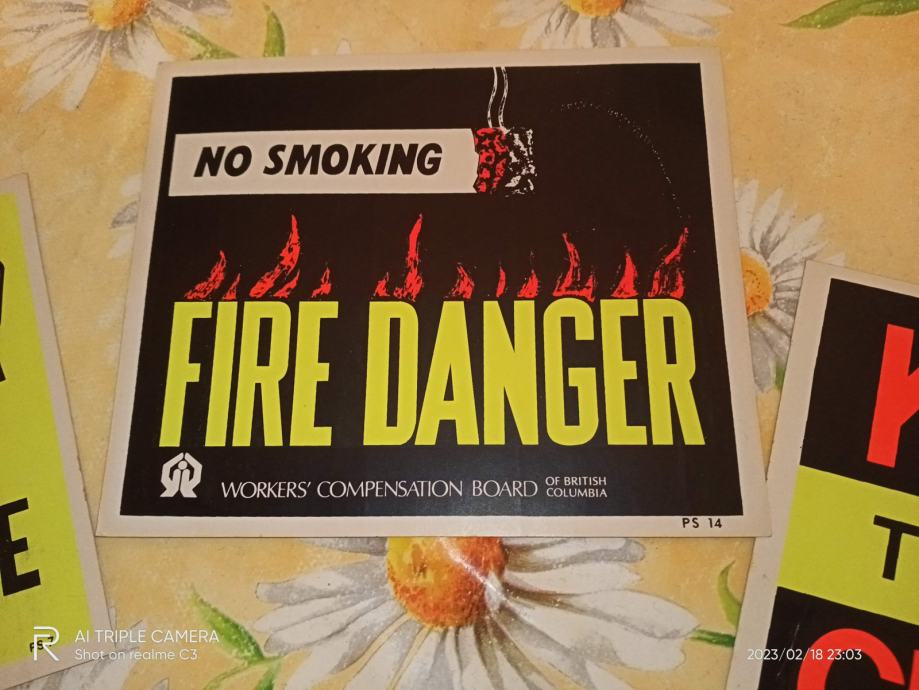 NO SMOKING
FIRE DANGER
WORKERS' COMPENSATION BOARD OF BRITISH
COLUMBIA
PS 14
E
T
AI TRIPLE CAMERA
Shot on realme C3
2023/02/18 23:03